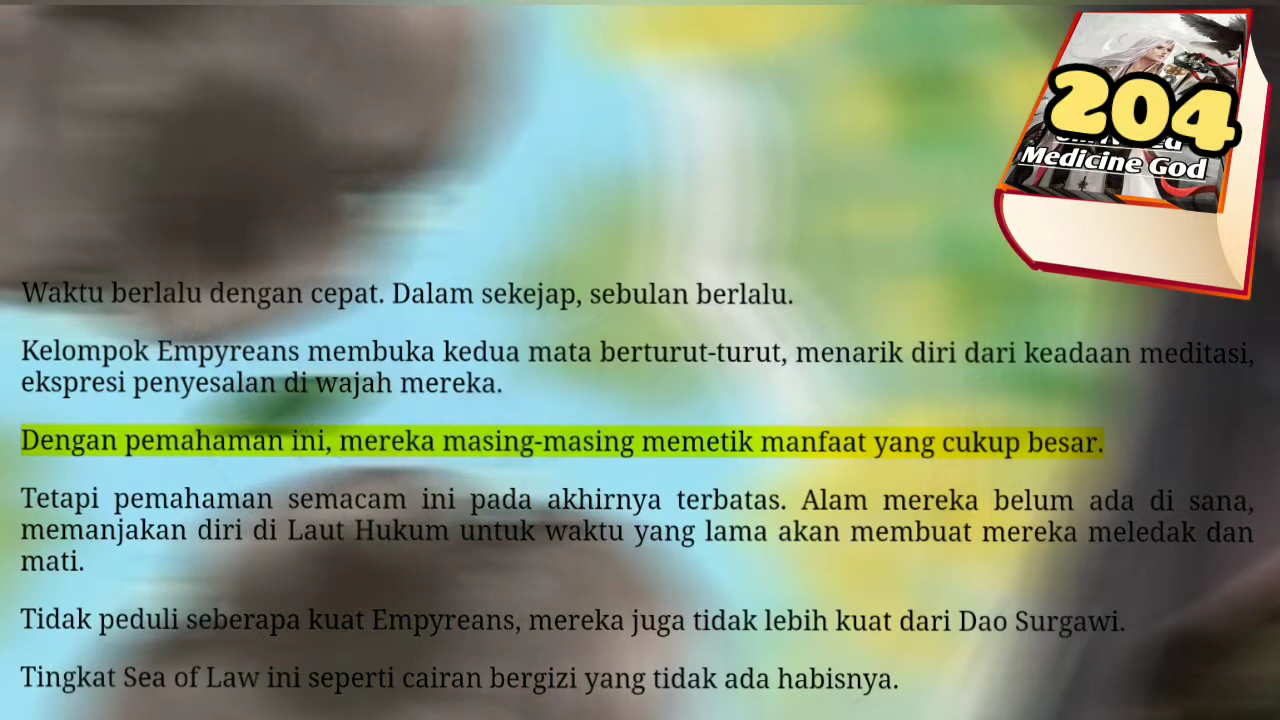 204
Medicine God
Waktu berlalu dengan cepat. Dalam sekejap, sebulan berlalu.
Kelompok Empyreans membuka kedua mata berturut-turut, menarik diri dari keadaan meditasi,
ekspresi penyesalan di wajah mereka.
Dengan pemahaman ini, mereka masing-masing memetik manfaat yang cukup besar.
Tetapi pemahaman semacam ini pada akhirnya terbatas. Alam mereka belum ada di sana,
memanjakan diri di Laut Hukum untuk waktu yang lama akan membuat mereka meledak dan
mati.
Tidak peduli seberapa kuat Empyreans, mereka juga tidak lebih kuat dari Dao Surgawi.
Tingkat Sea of Law ini seperti cairan bergizi yang tidak ada habisnya.